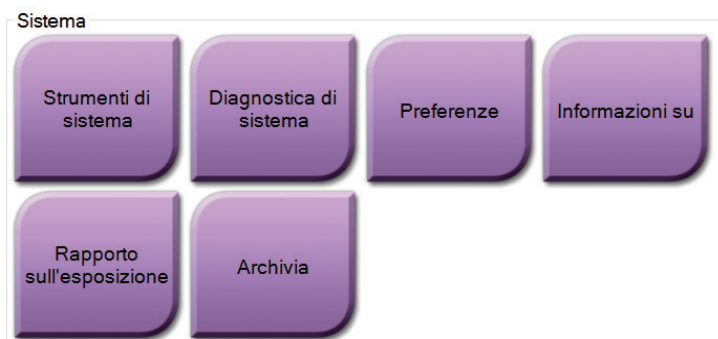 Sistema
Strumenti di
sistema
Diagnostica di
sistema
Preferenze
Informazioni su
Rapporto
sull'esposizione
Archivia